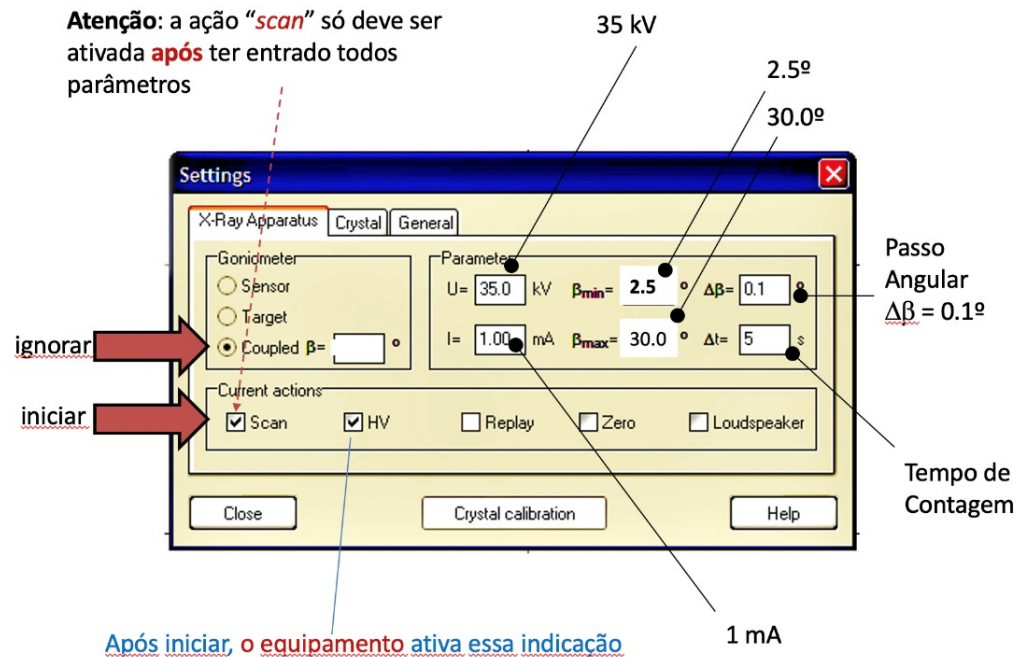 Atenção: a ação “scan” só deve ser
ativada após ter entrado todos
parâmetros
35 kV
2.5º
30.0º
Settings
X-Ray Apparatus Crystal General
Goniometer
Sensor
Target
Coupled β= °
Parameter
U= 35.0 kV βmin= 2.5 ° Δβ= 0.1 °
I= 1.00 mA βmax= 30.0 ° Δt= 5 s
Passo
Angular
Δβ = 0.1º
ignorar
iniciar
Current actions
Scan HV Replay Zero Loudspeaker
Close Crystal calibration Help
Tempo de
Contagem
Após iniciar, o equipamento ativa essa indicação
1 mA